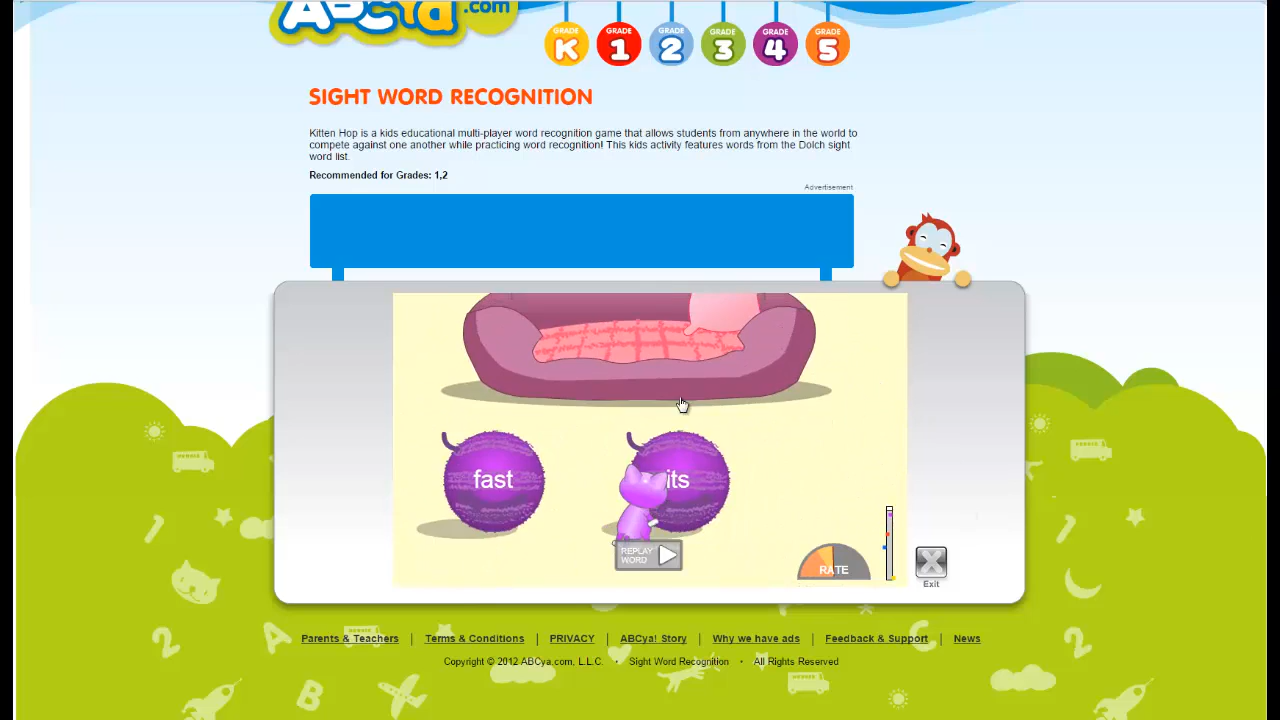 ABCYa.com
GRADE K GRADE 1 GRADE 2 GRADE 3 GRADE 4 GRADE 5
SIGHT WORD RECOGNITION
Kitten Hop is a kids educational multi-player word recognition game that allows students from anywhere in the world to
compete against one another while practicing word recognition! This kids activity features words from the Dolch sight
word list.
Recommended for Grades: 1,2
Advertisement
fast its
REPLAY
WORD
RATE
Exit
Parents & Teachers | Terms & Conditions | PRIVACY | ABCya! Story | Why we have ads | Feedback & Support | News
Copyright © 2012 ABCya.com, L.L.C. • Sight Word Recognition • All Rights Reserved
1 2 A B C 1 2